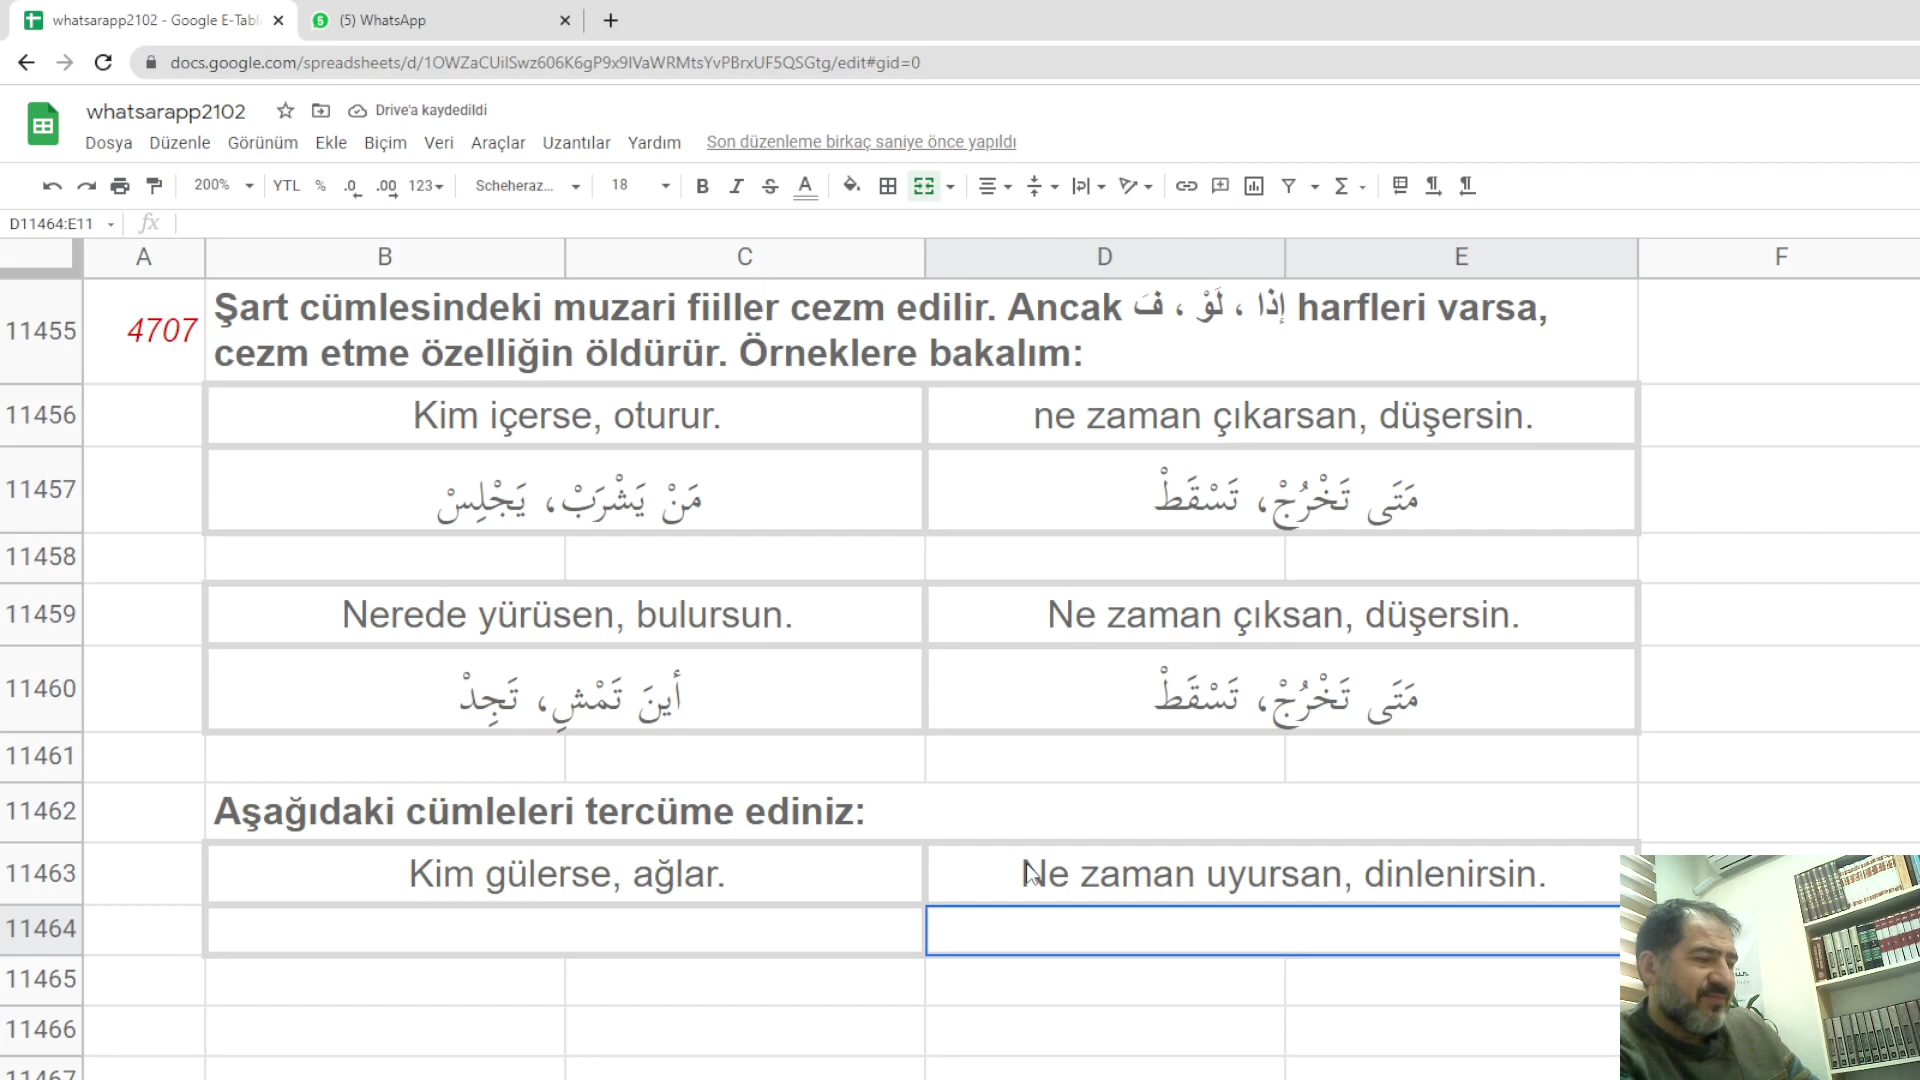 whatsarapp2102 - Google E-Tabl
(5) WhatsApp
docs.google.com/spreadsheets/d/1OWZaCUilSwz606K6gP9x9IVaWRMtsYvPBrxUF5QSGtg/edit#gid=0
whatsarapp2102
Drive'a kaydedildi
Dosya Düzenle Görünüm Ekle Biçim Veri Araçlar Uzantılar Yardım Son düzenleme birkaç saniye önce yapıldı
200% YTL % .0 .00 123 Scheheraz... 18 B I S A
D11464:E11 fx
A B C D E F
11455 4707 Şart cümlesindeki muzari fiiller cezm edilir. Ancak إذا ، لَوْ ، فَ harfleri varsa,
cezm etme özelliğin öldürür. Örneklere bakalım:
11456 Kim içerse, oturur. ne zaman çıkarsan, düşersin.
11457 مَنْ يَشْرَبْ، يَجْلِسْ مَتَى تَخْرُجْ، تَسْقَطْ
11458
11459 Nerede yürüsen, bulursun. Ne zaman çıksan, düşersin.
11460 أينَ تَمْشِ، تَجِدْ مَتَى تَخْرُجْ، تَسْقَطْ
11461
11462 Aşağıdaki cümleleri tercüme ediniz:
11463 Kim gülerse, ağlar. Ne zaman uyursan, dinlenirsin.
11464
11465
11466
11467